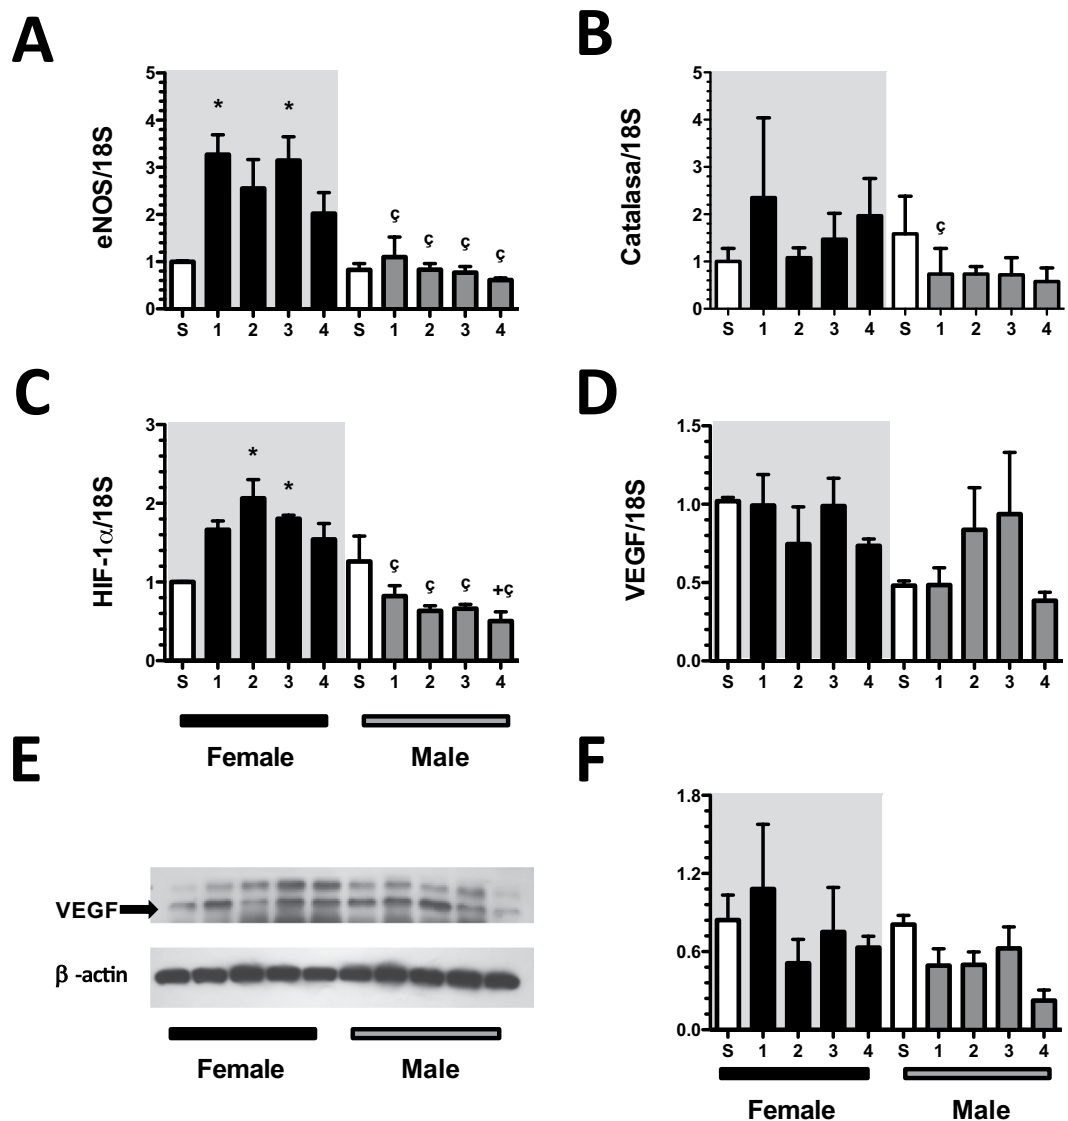 A
eNOS/18S
5
4
3
2
1
0
* *
ç ç ç ç
S 1 2 3 4 S 1 2 3 4
B
Catalasa/18S
5
4
3
2
1
0
ç
S 1 2 3 4 S 1 2 3 4
C
HIF-1α/18S
3
2
1
0
* *
ç ç ç +ç
S 1 2 3 4 S 1 2 3 4
Female Male
D
VEGF/18S
1.5
1.0
0.5
0.0
S 1 2 3 4 S 1 2 3 4
E
VEGF
β -actin
Female Male
F
1.8
1.2
0.6
0.0
S 1 2 3 4 S 1 2 3 4
Female Male